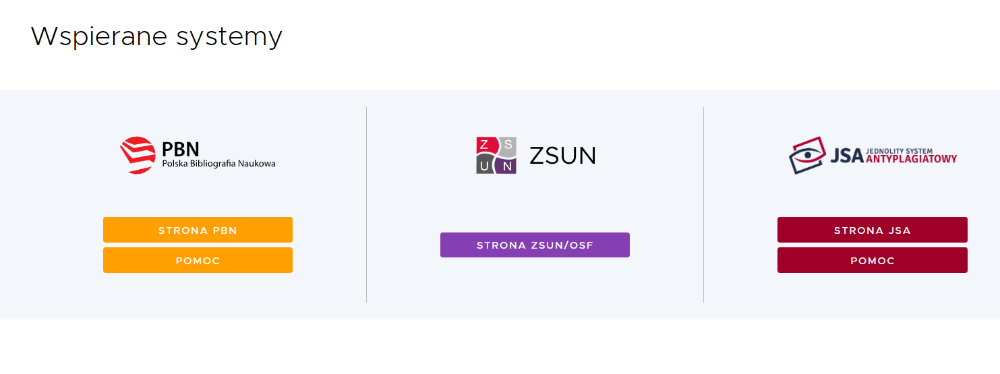 Wspierane systemy
PBN
Polska Bibliografia Naukowa
STRONA PBN
POMOC
Z S
U N
ZSUN
STRONA ZSUN/OSF
JSA JEDNOLITY SYSTEM
ANTYPLAGIATOWY
STRONA JSA
POMOC